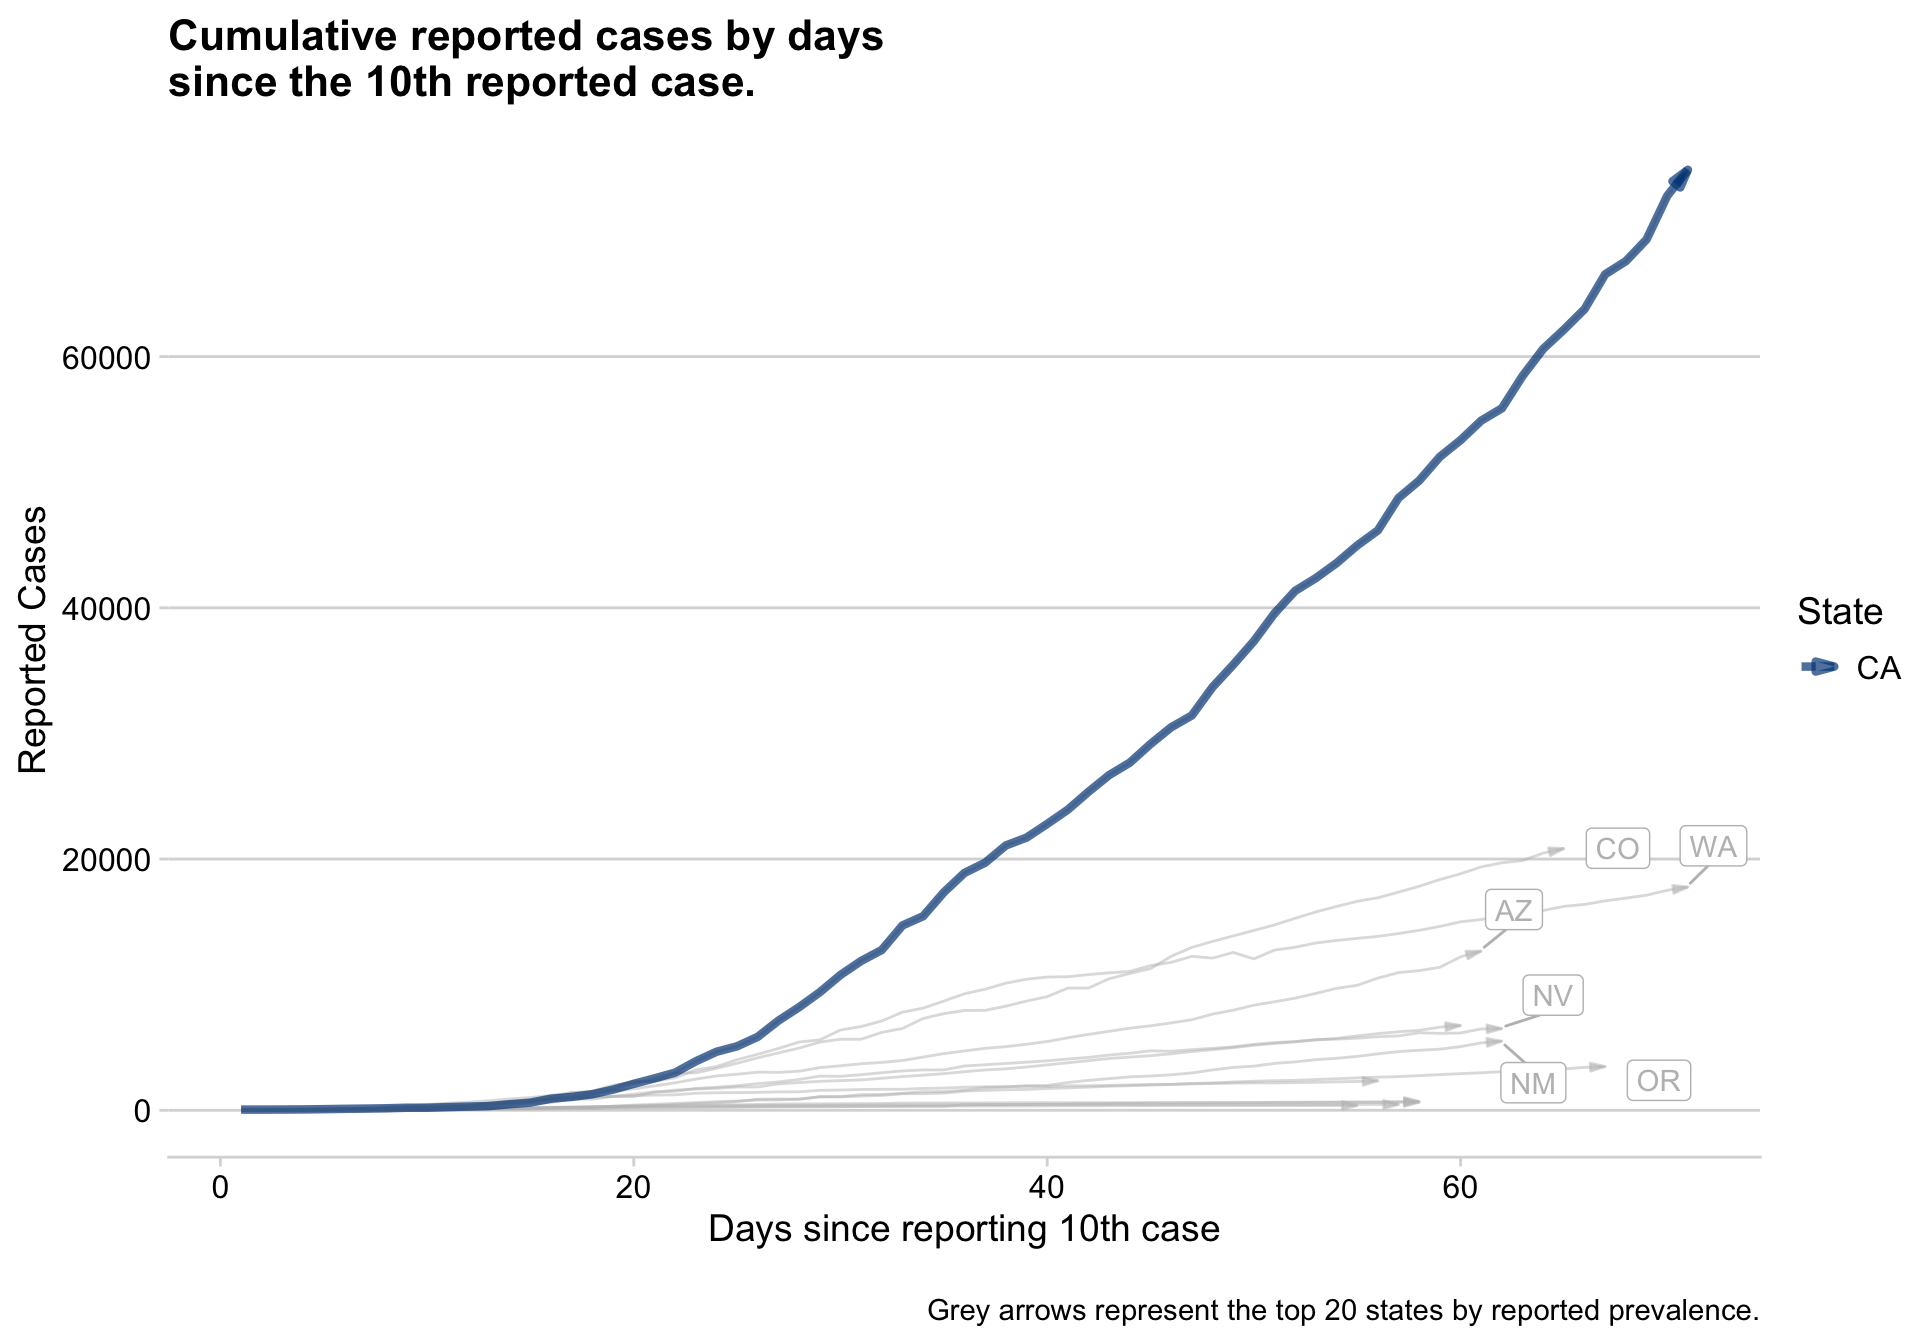 Cumulative reported cases by days
since the 10th reported case.
60000
40000
20000
0
Reported Cases
CO
WA
AZ
NV
NM
OR
State
CA
0
20
40
60
Days since reporting 10th case
Grey arrows represent the top 20 states by reported prevalence.